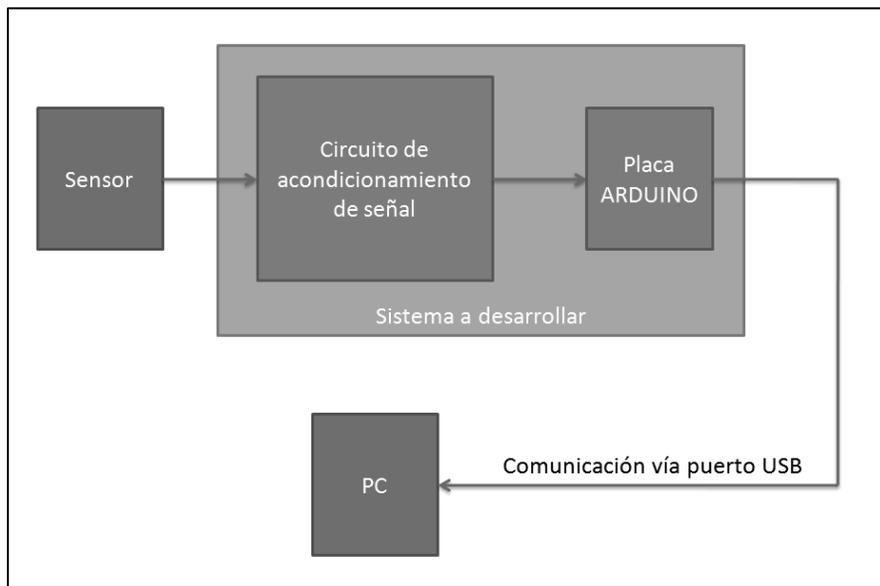 Sensor
Circuito de
acondicionamiento
de señal
Placa
ARDUINO
Sistema a desarrollar
Comunicación vía puerto USB
PC